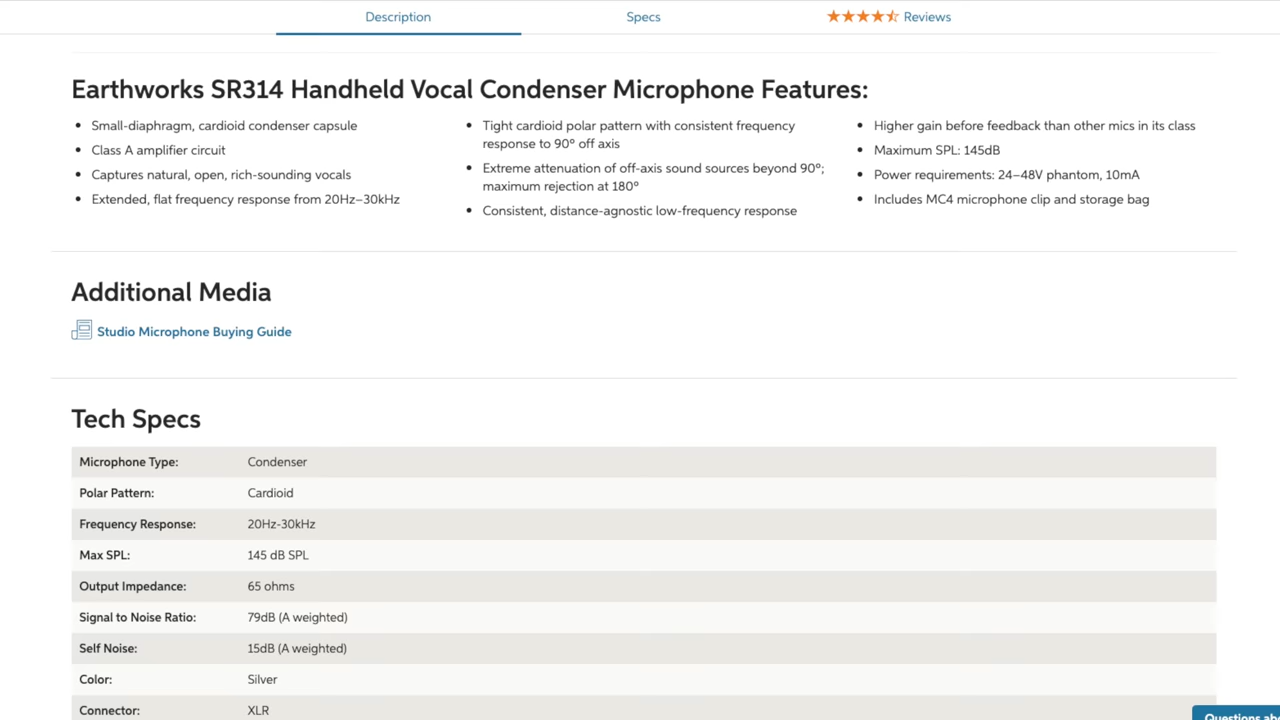 Description
Specs
Reviews
Earthworks SR314 Handheld Vocal Condenser Microphone Features:
Small-diaphragm, cardioid condenser capsule
Class A amplifier circuit
Captures natural, open, rich-sounding vocals
Extended, flat frequency response from 20Hz–30kHz
Tight cardioid polar pattern with consistent frequency
response to 90º off axis
Extreme attenuation of off-axis sound sources beyond 90º;
maximum rejection at 180º
Consistent, distance-agnostic low-frequency response
Higher gain before feedback than other mics in its class
Maximum SPL: 145dB
Power requirements: 24–48V phantom, 10mA
Includes MC4 microphone clip and storage bag
Additional Media
Studio Microphone Buying Guide
Tech Specs
Microphone Type: Condenser
Polar Pattern: Cardioid
Frequency Response: 20Hz-30kHz
Max SPL: 145 dB SPL
Output Impedance: 65 ohms
Signal to Noise Ratio: 79dB (A weighted)
Self Noise: 15dB (A weighted)
Color: Silver
Connector: XLR
Questions